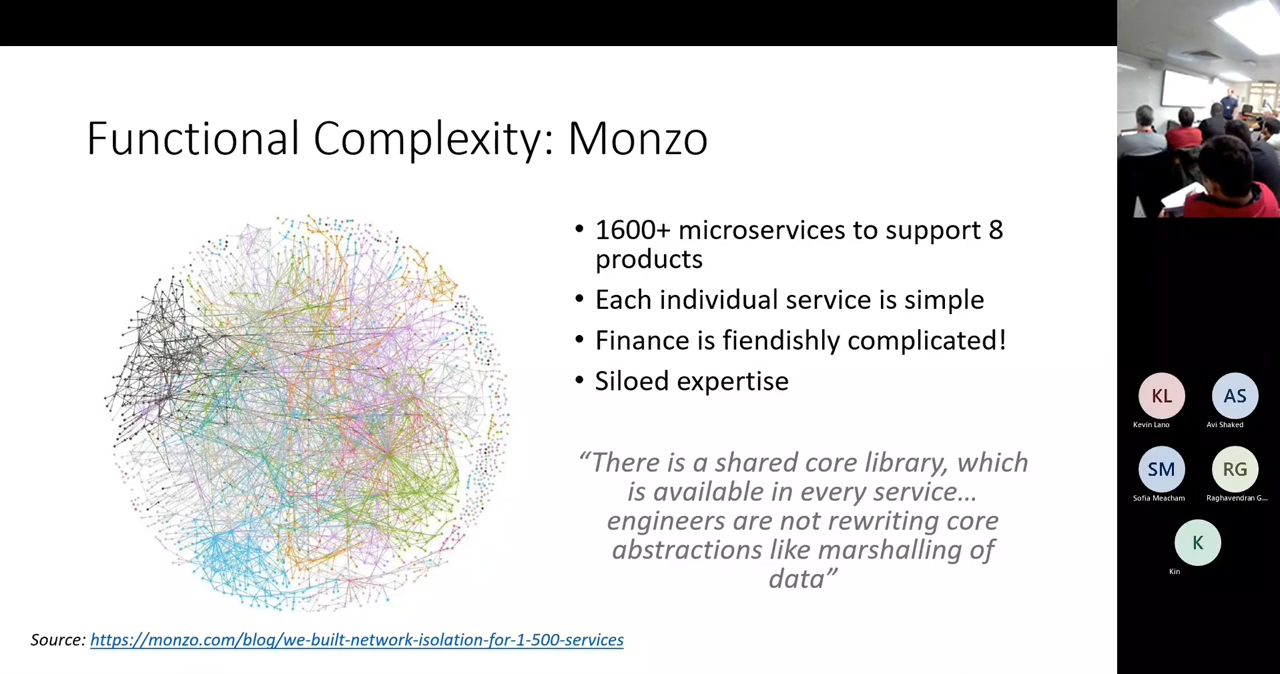 Functional Complexity: Monzo
• 1600+ microservices to support 8
products
• Each individual service is simple
• Finance is fiendishly complicated!
• Siloed expertise
“There is a shared core library, which
is available in every service…
engineers are not rewriting core
abstractions like marshalling of
data”
Source: https://monzo.com/blog/we-built-network-isolation-for-1-500-services
KL
Kevin Lano
AS
Avi Shaked
SM
Sofia Meacham
RG
Raghavendran G...
K
Kin